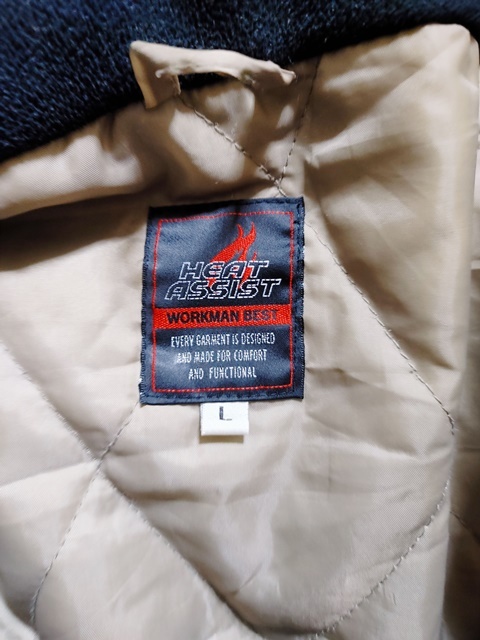 HEAT
ASSIST
WORKMAN BEST
EVERY GARMENT IS DESIGNED
AND MADE FOR COMFORT
AND FUNCTIONAL
L